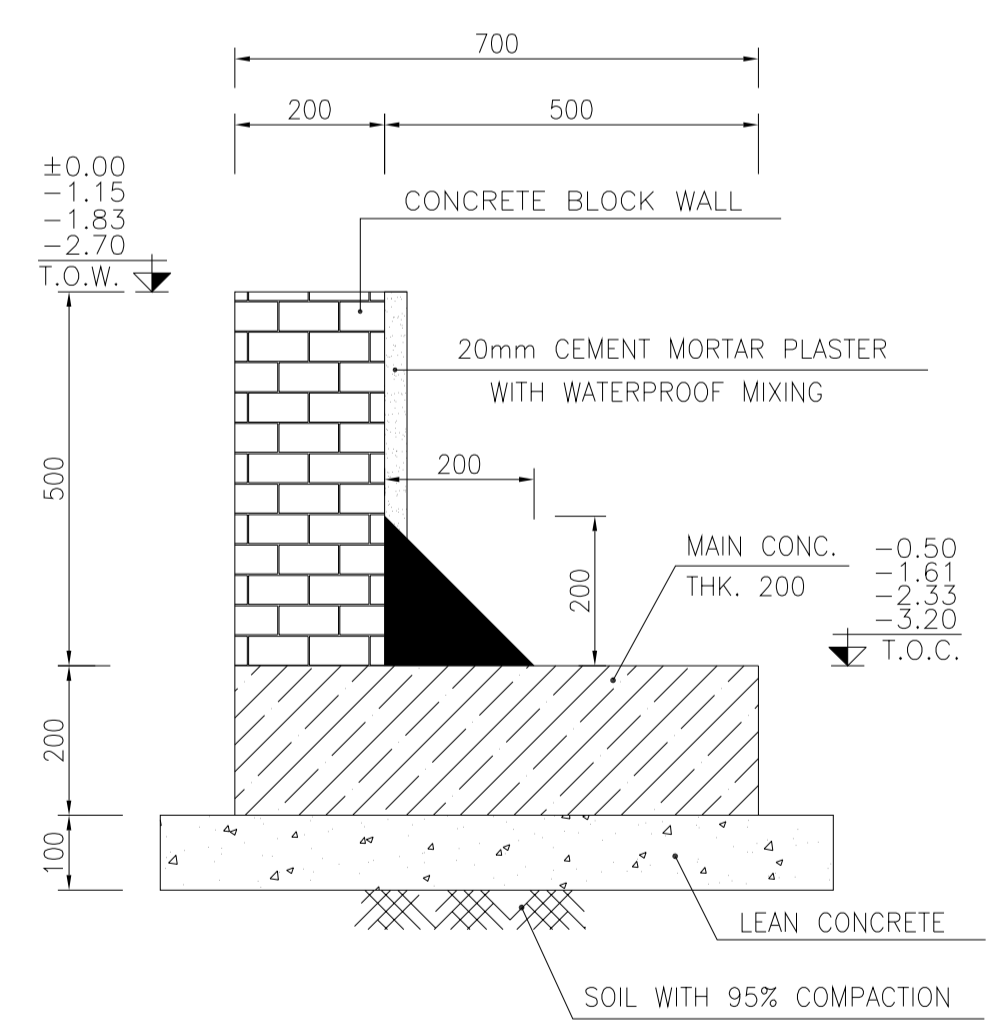 700
200
500
±0.00
-1.15
-1.83
-2.70
T.O.W.
CONCRETE BLOCK WALL
20mm CEMENT MORTAR PLASTER
WITH WATERPROOF MIXING
500
200
200
MAIN CONC.
THK. 200
-0.50
-1.61
-2.33
-3.20
T.O.C.
200
100
LEAN CONCRETE
SOIL WITH 95% COMPACTION